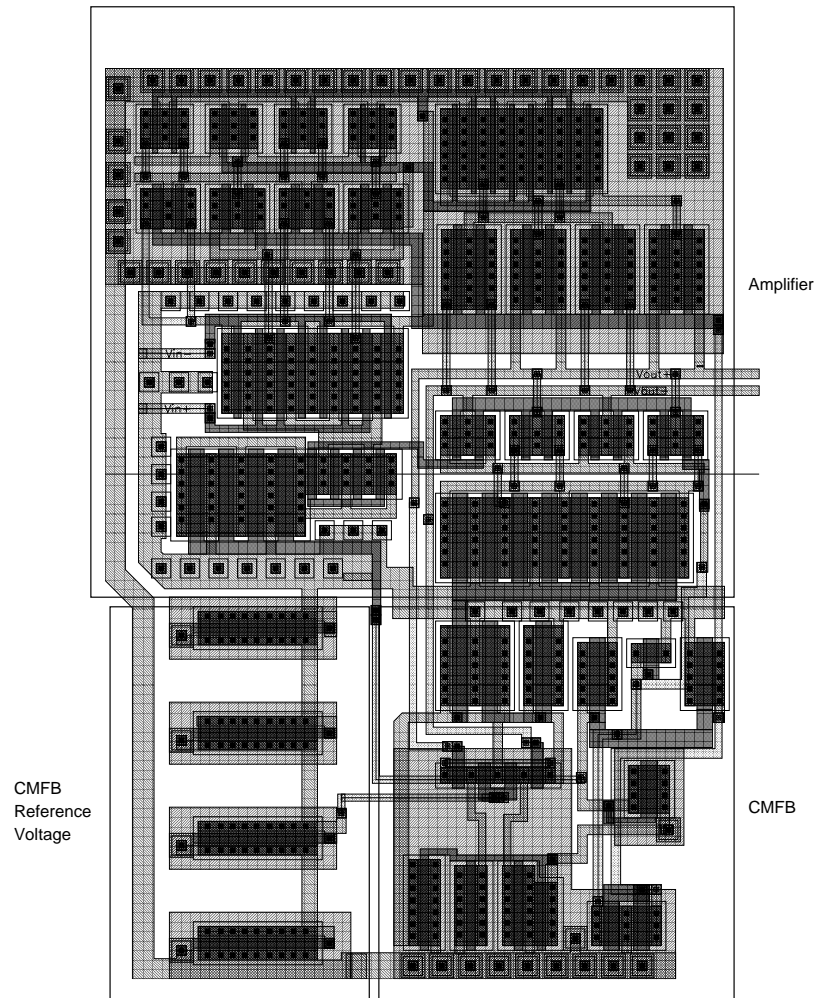 Amplifier
Vin-
Vout+
Vin+
CMFB
Reference
Voltage
CMFB